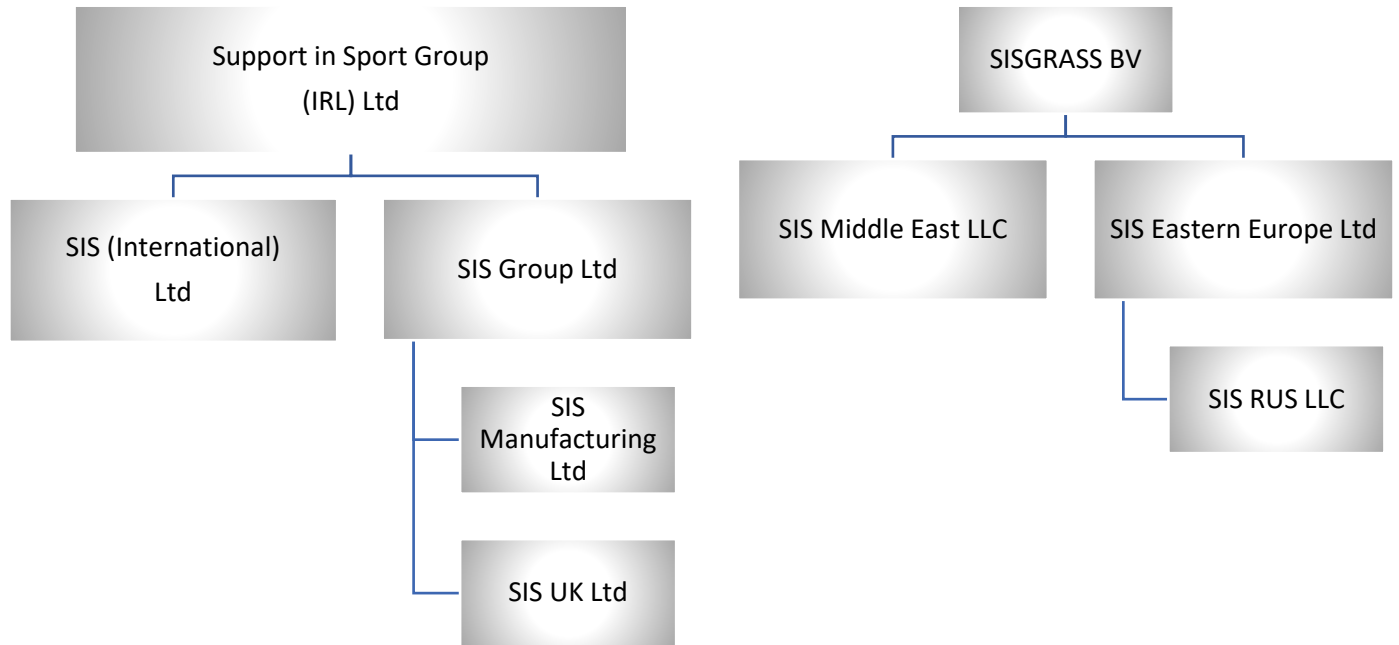 Support in Sport Group
(IRL) Ltd
SIS (International)
Ltd
SIS Group Ltd
SIS
Manufacturing
Ltd
SIS UK Ltd
SISGRASS BV
SIS Middle East LLC
SIS Eastern Europe Ltd
SIS RUS LLC